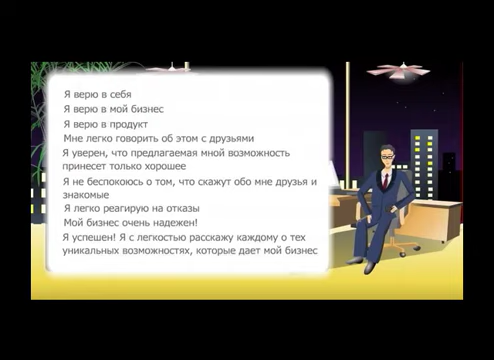 Я верю в себя
Я верю в мой бизнес
Я верю в продукт
Мне легко говорить об этом с друзьями
Я уверен, что предлагаемая мной возможность
принесет только хорошее
Я не беспокоюсь о том, что скажут обо мне друзья и
знакомые
Я легко реагирую на отказы
Мой бизнес очень надежен!
Я успешен! Я с легкостью расскажу каждому о тех
уникальных возможностях, которые дает мой бизнес